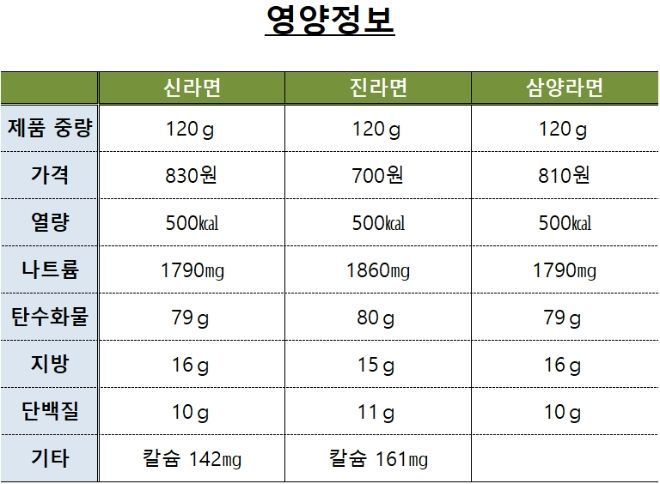 영양정보
신라면 진라면 삼양라면
제품 중량 120g 120g 120g
가격 830원 700원 810원
열량 500㎉ 500㎉ 500㎉
나트륨 1790㎎ 1860㎎ 1790㎎
탄수화물 79g 80g 79g
지방 16g 15g 16g
단백질 10g 11g 10g
기타 칼슘 142㎎ 칼슘 161㎎